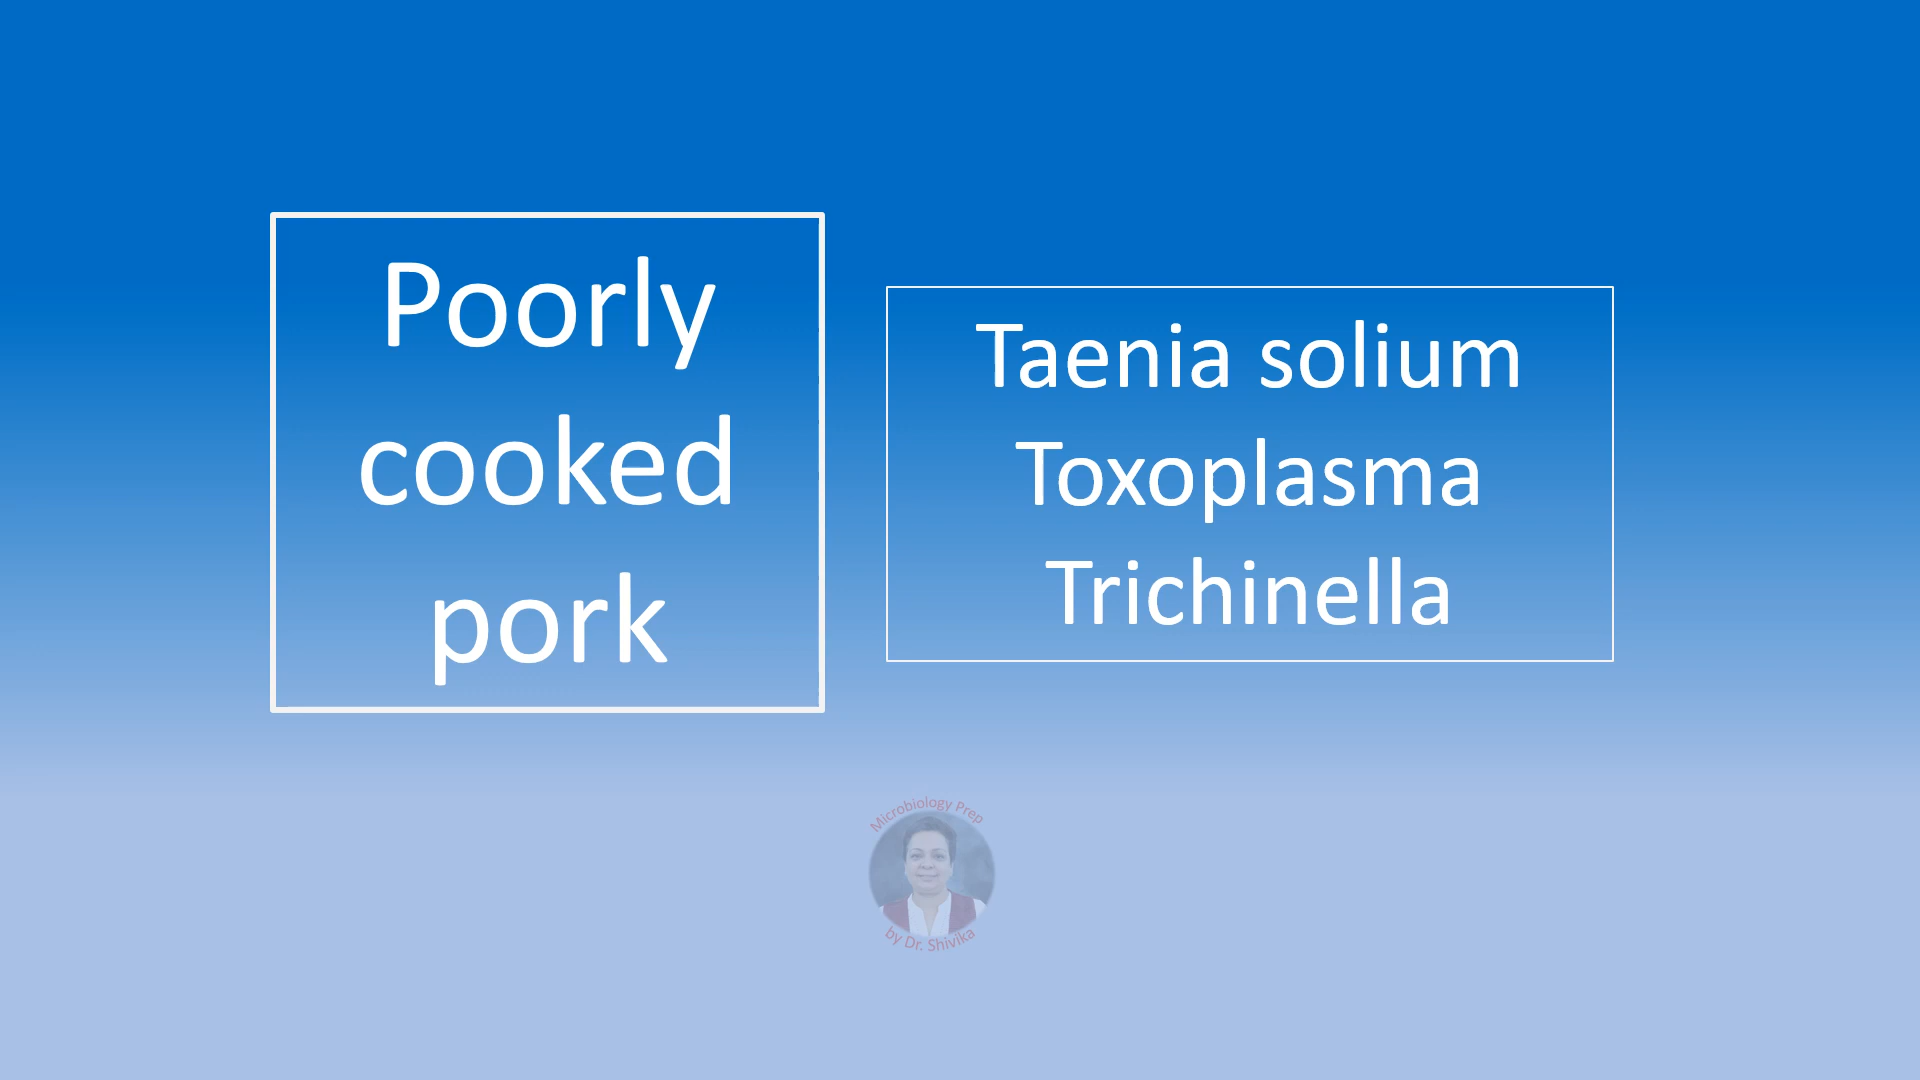 Poorly
cooked
pork
Taenia solium
Toxoplasma
Trichinella
Microbiology Prep
by Dr. Shivika